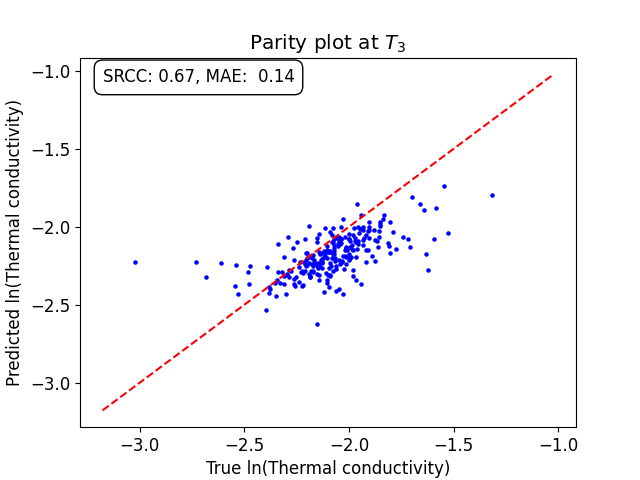 Parity plot at T₃
SRCC: 0.67, MAE:  0.14
Predicted ln(Thermal conductivity)
−1.0
−1.5
−2.0
−2.5
−3.0
−3.0 −2.5 −2.0 −1.5 −1.0
True ln(Thermal conductivity)